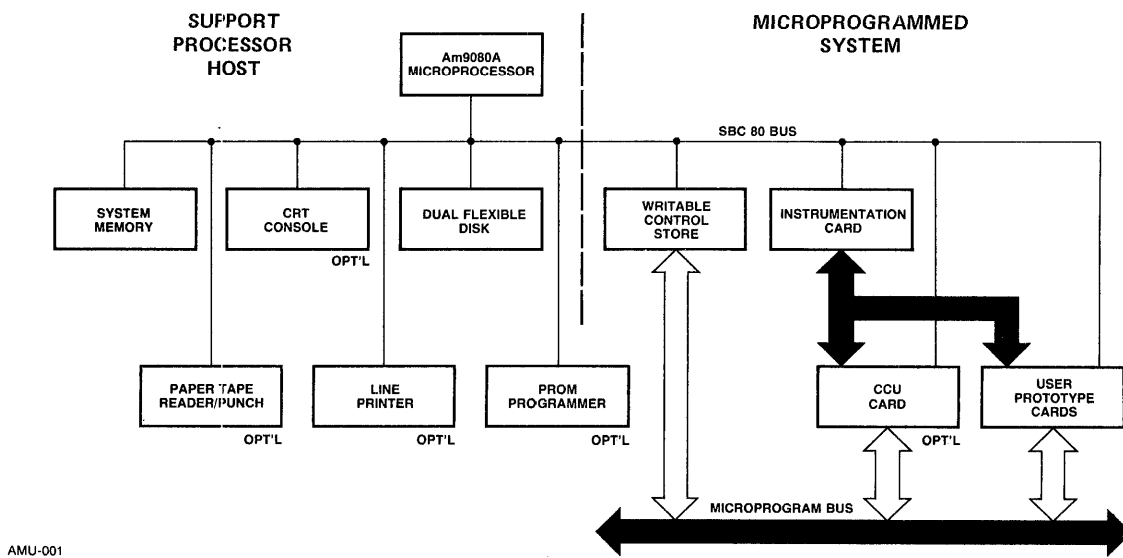 SUPPORT
PROCESSOR
HOST
MICROPROGRAMMED
SYSTEM
Am9080A
MICROPROCESSOR
SBC 80 BUS
SYSTEM
MEMORY
CRT
CONSOLE
OPT'L
DUAL FLEXIBLE
DISK
WRITABLE
CONTROL
STORE
INSTRUMENTATION
CARD
PAPER TAPE
READER/PUNCH
OPT'L
LINE
PRINTER
OPT'L
PROM
PROGRAMMER
OPT'L
CCU
CARD
OPT'L
USER
PROTOTYPE
CARDS
MICROPROGRAM BUS
AMU-001